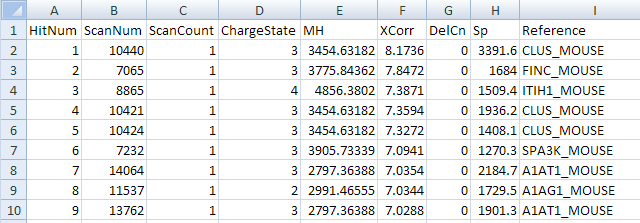 A B C D E F G H I
1 HitNum ScanNum ScanCount ChargeState MH XCorr DelCn Sp Reference
2 1 10440 1 3 3454.63182 8.1736 0 3391.6 CLUS_MOUSE
3 2 7065 1 3 3775.84362 7.8472 0 1684 FINC_MOUSE
4 3 8865 1 4 4856.3802 7.3871 0 1509.4 ITIH1_MOUSE
5 4 10421 1 3 3454.63182 7.3594 0 1936.2 CLUS_MOUSE
6 5 10424 1 3 3454.63182 7.3272 0 1408.1 CLUS_MOUSE
7 6 7232 1 3 3905.73339 7.0941 0 1270.3 SPA3K_MOUSE
8 7 14064 1 3 2797.36388 7.0354 0 2184.7 A1AT1_MOUSE
9 8 11537 1 2 2991.46555 7.0344 0 1729.5 A1AG1_MOUSE
10 9 13762 1 3 2797.36388 7.0288 0 1901.3 A1AT1_MOUSE